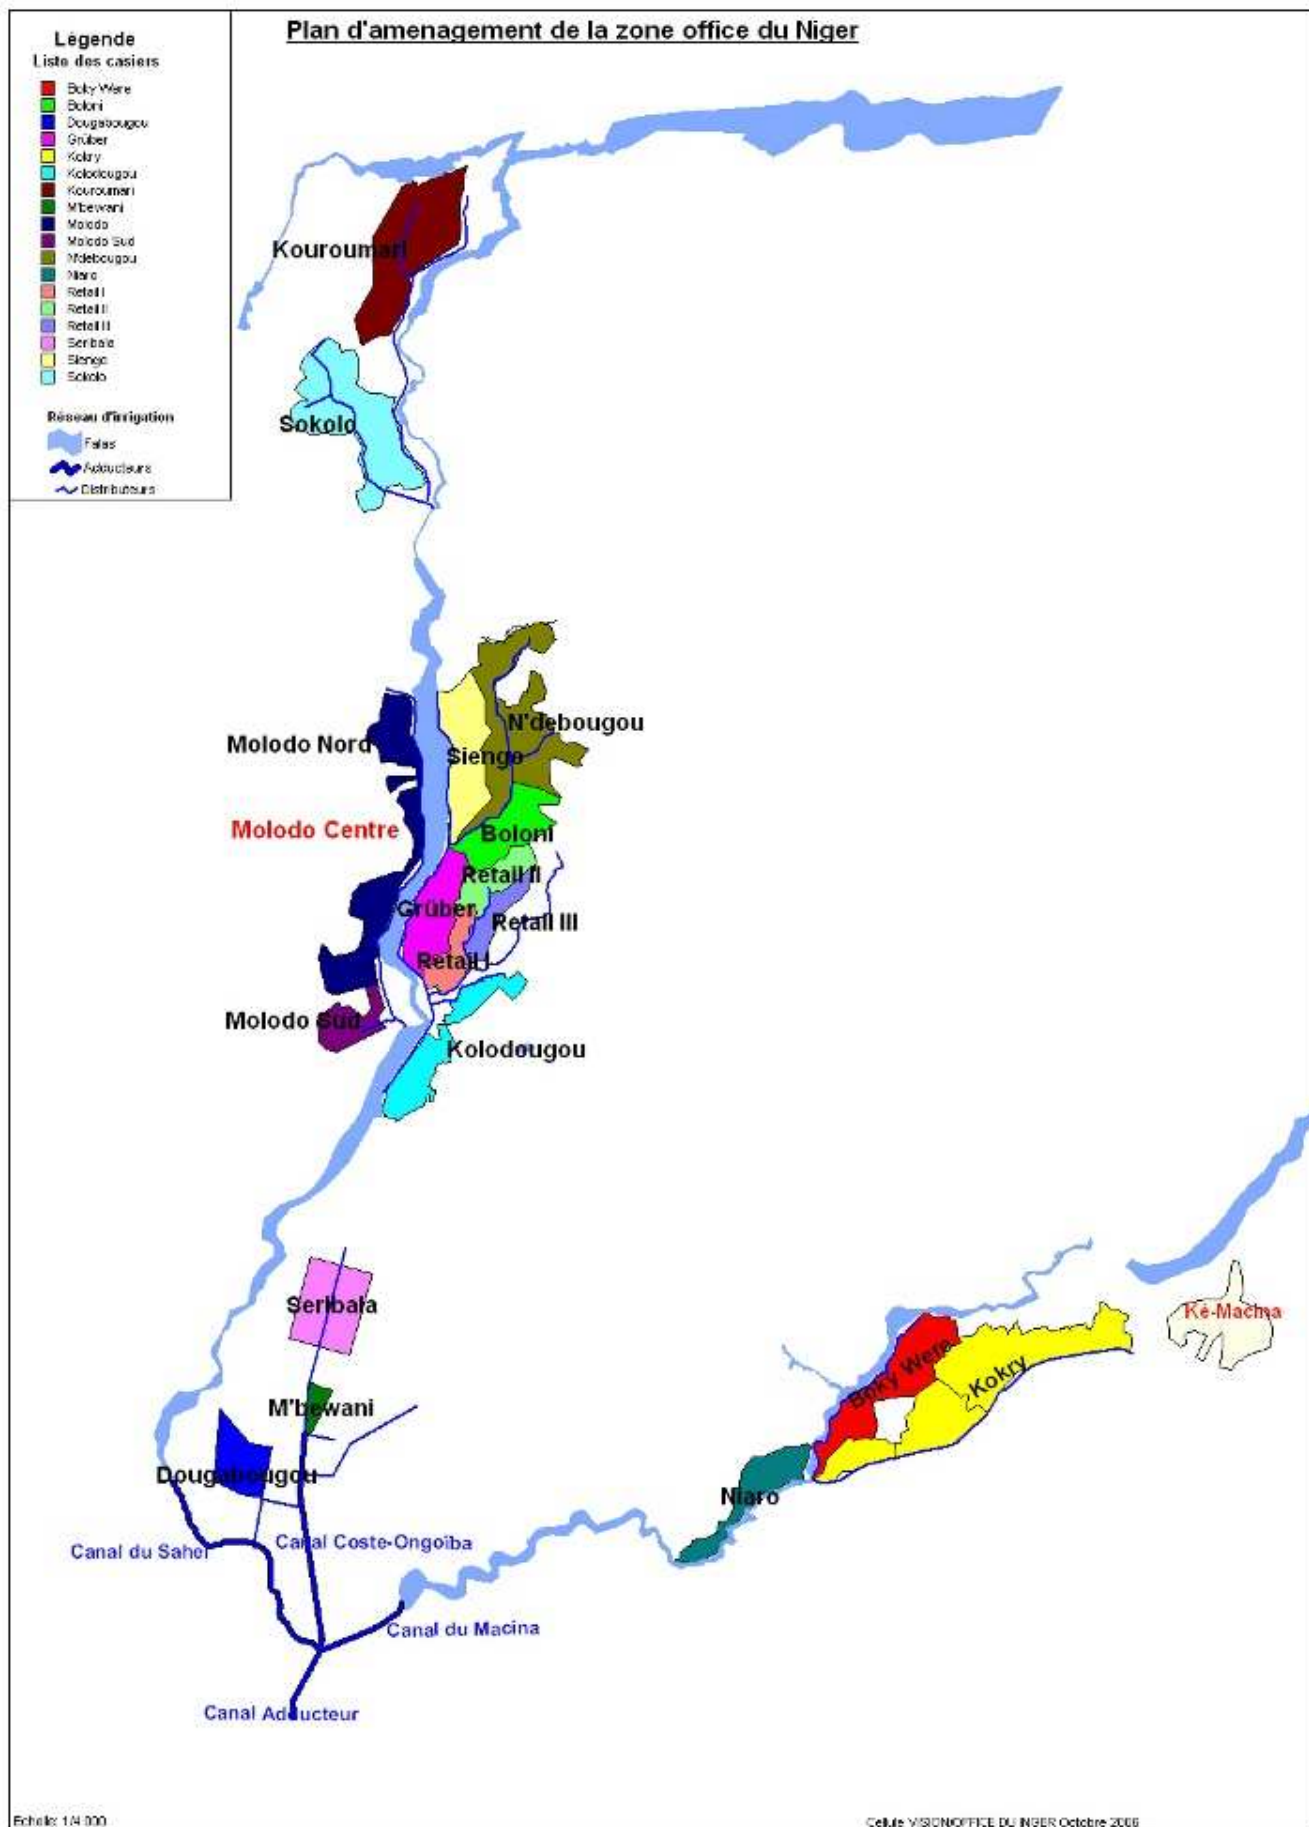 Plan d'amenagement de la zone office du Niger
Légende
Liste des casiers
Boky Were
Boloni
Dougabougou
Grüber
Kokry
Kolodougou
Kouroumari
M'bewani
Molodo
Molodo Sud
N'debougou
Niaro
Retail I
Retail II
Retail III
Seribala
Siengo
Sokolo
Réseau d'irrigation
Falas
Adducteurs
Distributeurs
Kouroumari
Sokolo
N'debougou
Molodo Nord
Siengo
Molodo Centre
Boloni
Retail II
Grüber
Retail III
Retail I
Molodo Sud
Kolodougou
Seribala
Ké-Macina
Boky Were
Kokry
M'bewani
Dougabougou
Niaro
Canal Coste-Ongoïba
Canal du Sahel
Canal du Macina
Canal Adducteur
Echelle: 1/4 000
Cellule VISION/OFFICE DU NIGER Octobre 2006